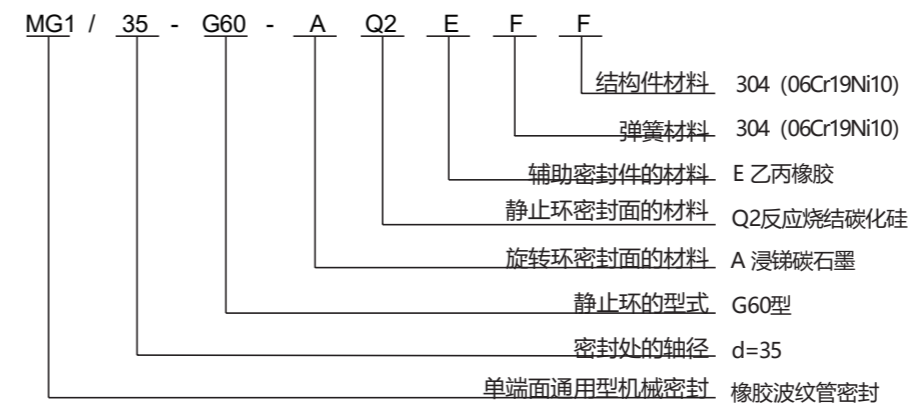 MG1 / 35 - G60 - A Q2 E F F
结构件材料 304 (06Cr19Ni10)
弹簧材料 304 (06Cr19Ni10)
辅助密封件的材料 E 乙丙橡胶
静止环密封面的材料 Q2反应烧结碳化硅
旋转环密封面的材料 A 浸锑碳石墨
静止环的型式 G60型
密封处的轴径 d=35
单端面通用型机械密封 橡胶波纹管密封